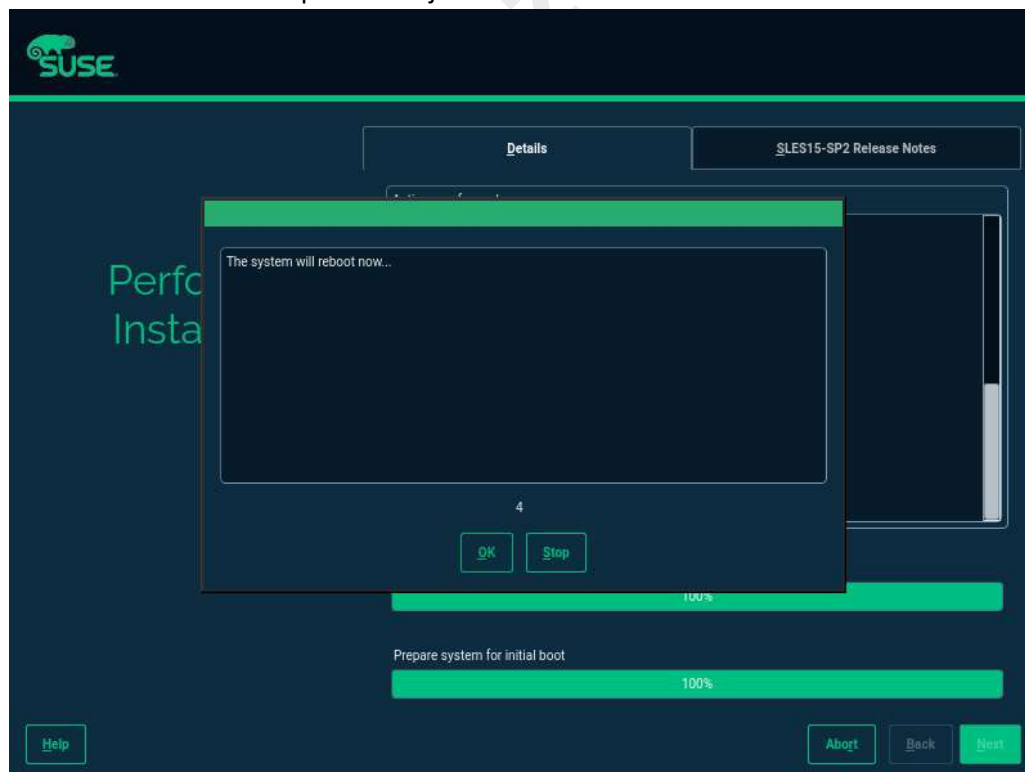 SUSE
Details
SLES15-SP2 Release Notes
Perfo
Insta
The system will reboot now...
4
OK
Stop
100%
Prepare system for initial boot
100%
Help
Abort
Back
Next